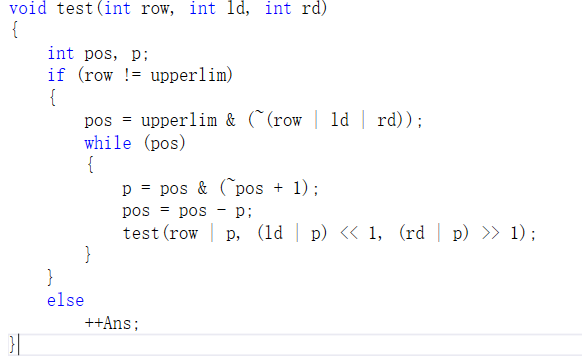 void test(int row, int ld, int rd)
{
    int pos, p;
    if (row != upperlim)
    {
        pos = upperlim & (~(row | ld | rd));
        while (pos)
        {
            p = pos & (~pos + 1);
            pos = pos - p;
            test(row | p, (ld | p) << 1, (rd | p) >> 1);
        }
    }
    else
        ++Ans;
}